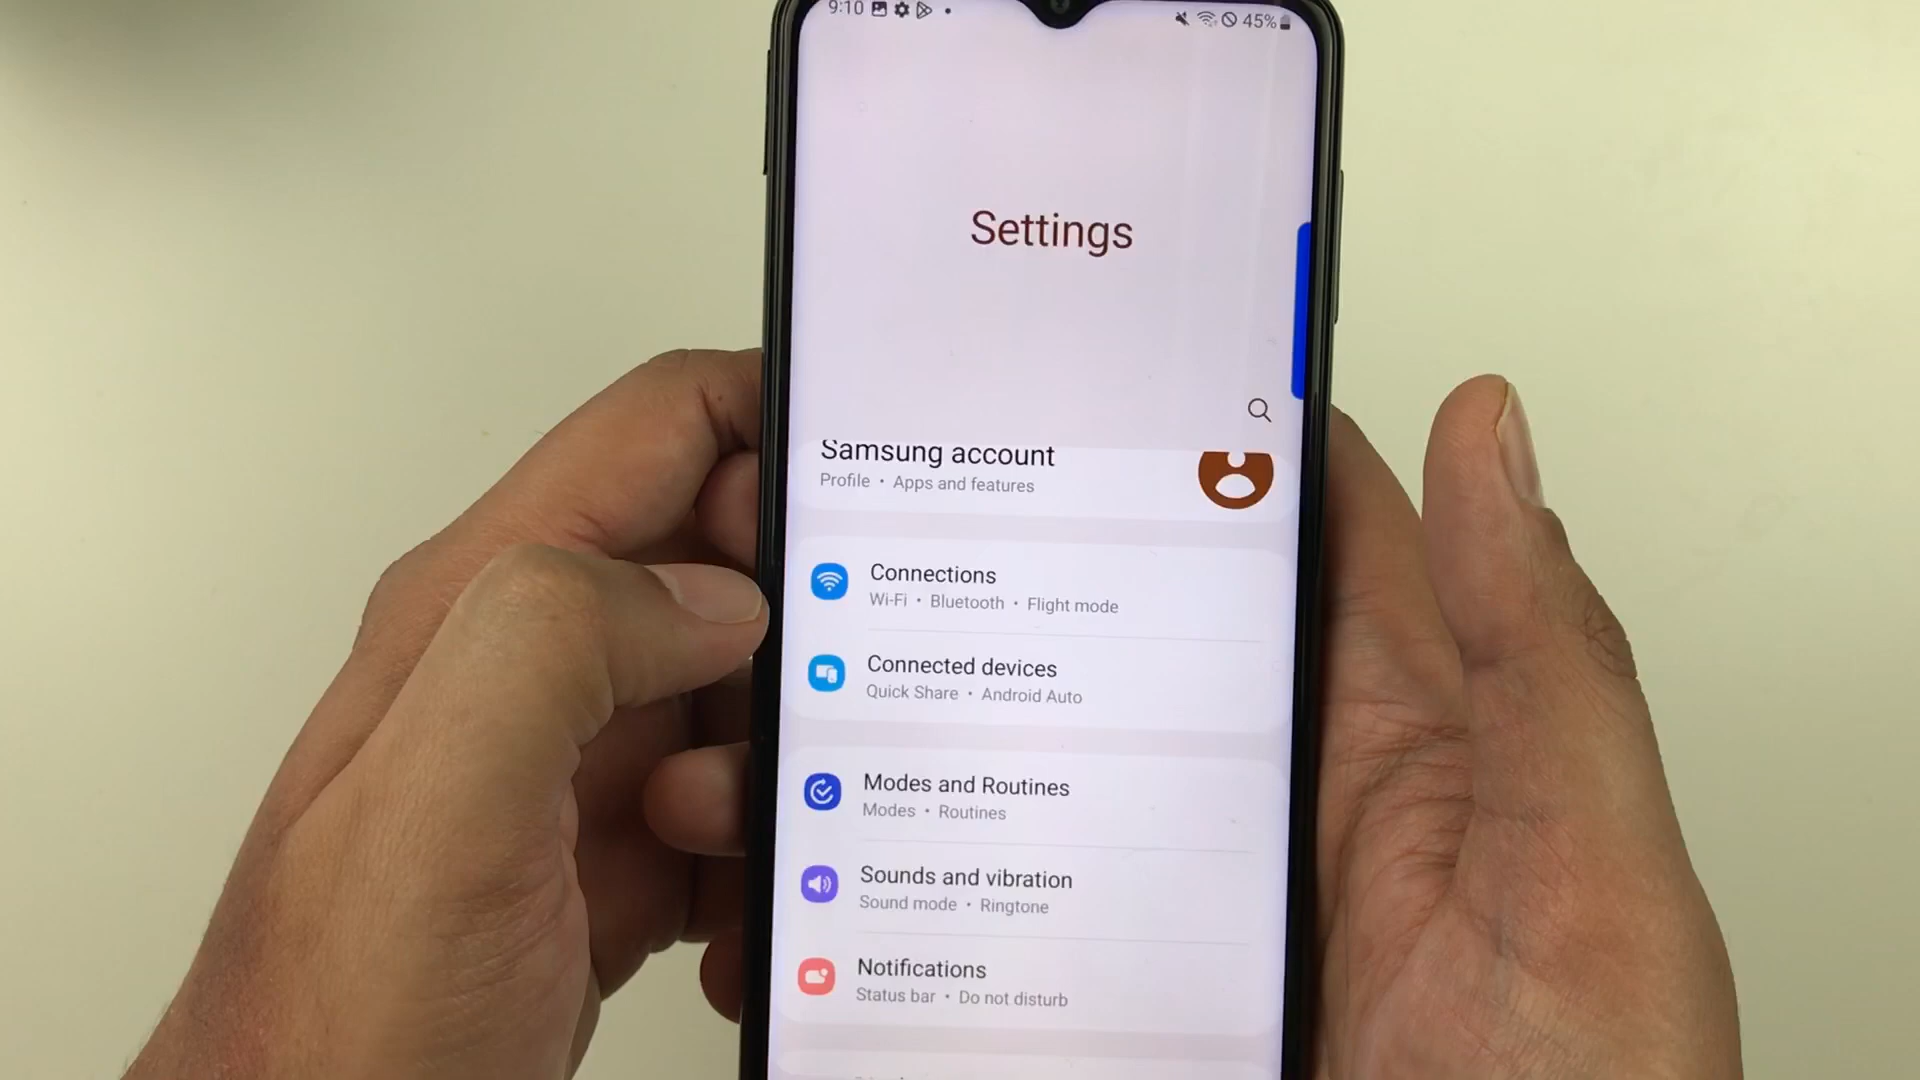 9:10 45%
Settings
Samsung account
Profile • Apps and features
Connections
Wi-Fi • Bluetooth • Flight mode
Connected devices
Quick Share • Android Auto
Modes and Routines
Modes • Routines
Sounds and vibration
Sound mode • Ringtone
Notifications
Status bar • Do not disturb